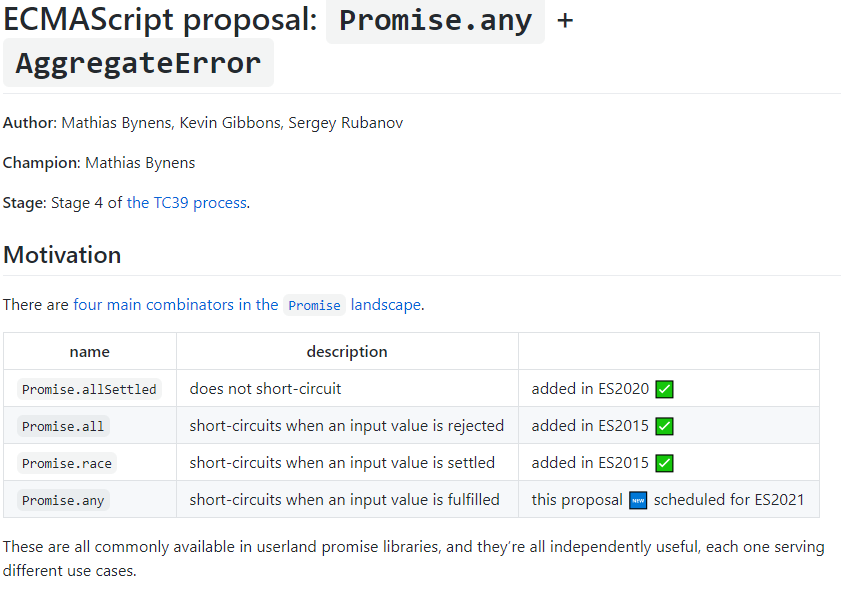 ECMAScript proposal: Promise.any +
AggregateError
Author: Mathias Bynens, Kevin Gibbons, Sergey Rubanov
Champion: Mathias Bynens
Stage: Stage 4 of the TC39 process.
Motivation
There are four main combinators in the Promise landscape.
name description
Promise.allSettled does not short-circuit added in ES2020 ✅
Promise.all short-circuits when an input value is rejected added in ES2015 ✅
Promise.race short-circuits when an input value is settled added in ES2015 ✅
Promise.any short-circuits when an input value is fulfilled this proposal 🆕 scheduled for ES2021
These are all commonly available in userland promise libraries, and they’re all independently useful, each one serving
different use cases.